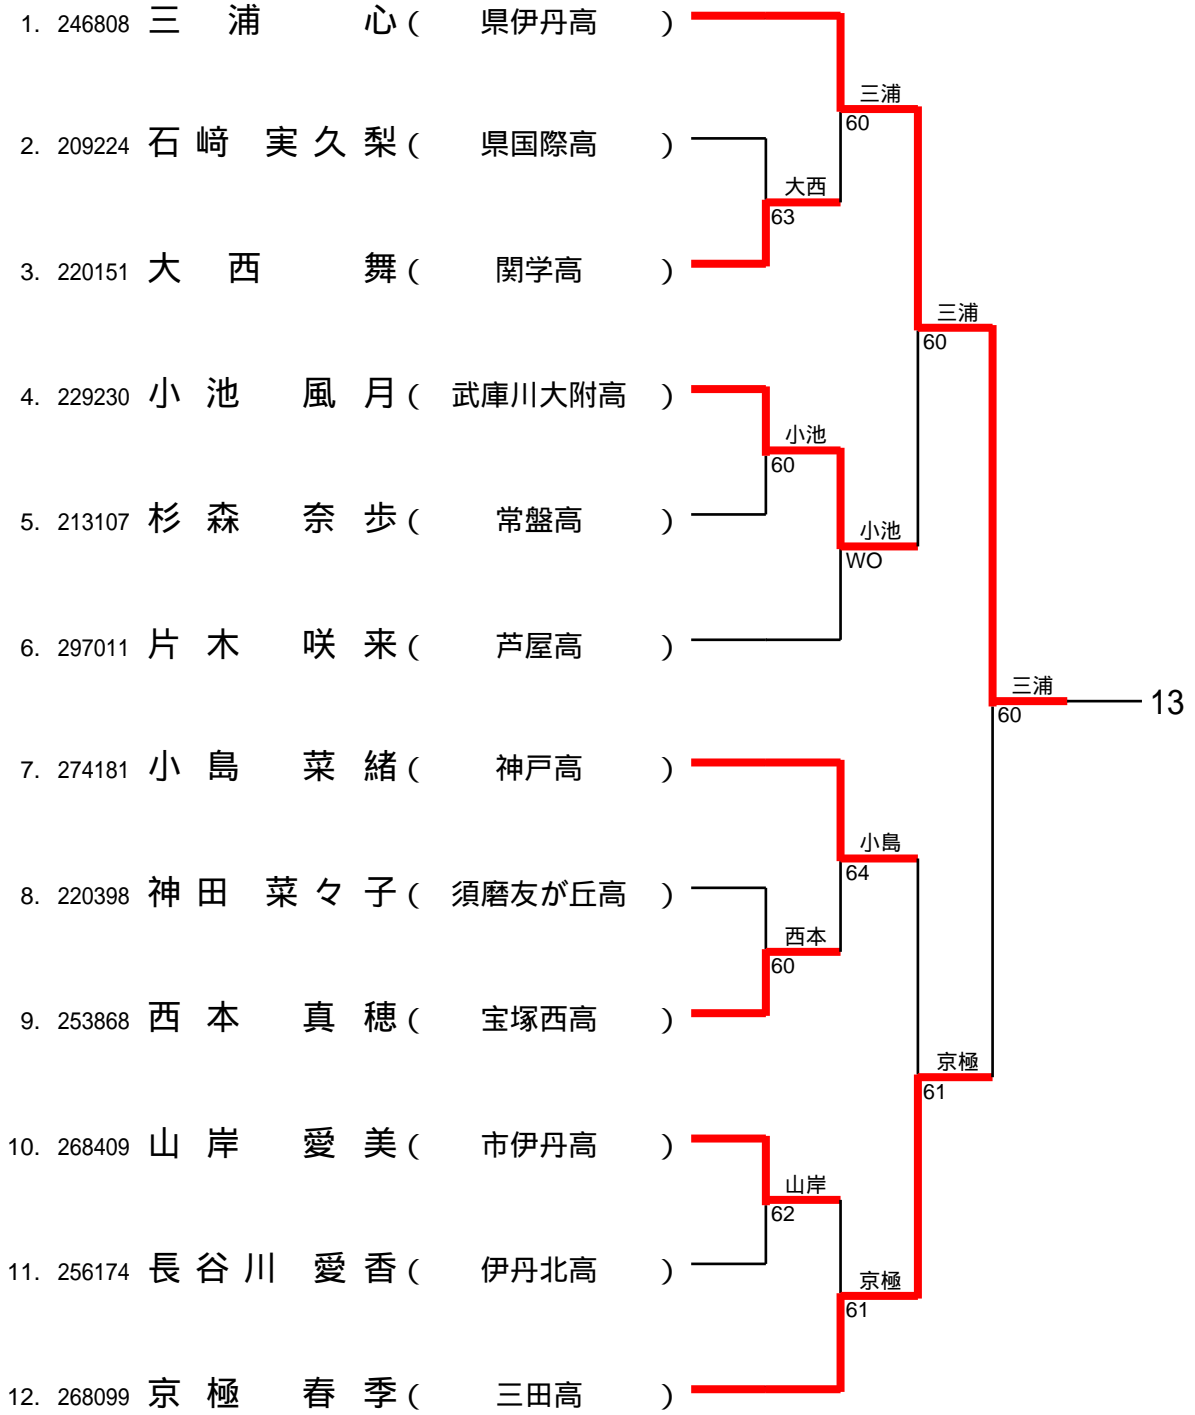 1. 246808 三浦 心 ( 県伊丹高 )
三浦
60
2. 209224 石﨑 実久梨 ( 県国際高 )
大西
63
3. 220151 大西 舞 ( 関学高 )
三浦
60
4. 229230 小池 風月 ( 武庫川大附高 )
小池
60
5. 213107 杉森 奈歩 ( 常盤高 )
小池
WO
6. 297011 片木 咲来 ( 芦屋高 )
三浦
60
13
7. 274181 小島 菜緒 ( 神戸高 )
小島
64
8. 220398 神田 菜々子 ( 須磨友が丘高 )
西本
60
9. 253868 西本 真穂 ( 宝塚西高 )
京極
61
10. 268409 山岸 愛美 ( 市伊丹高 )
山岸
62
11. 256174 長谷川 愛香 ( 伊丹北高 )
京極
61
12. 268099 京極 春季 ( 三田高 )